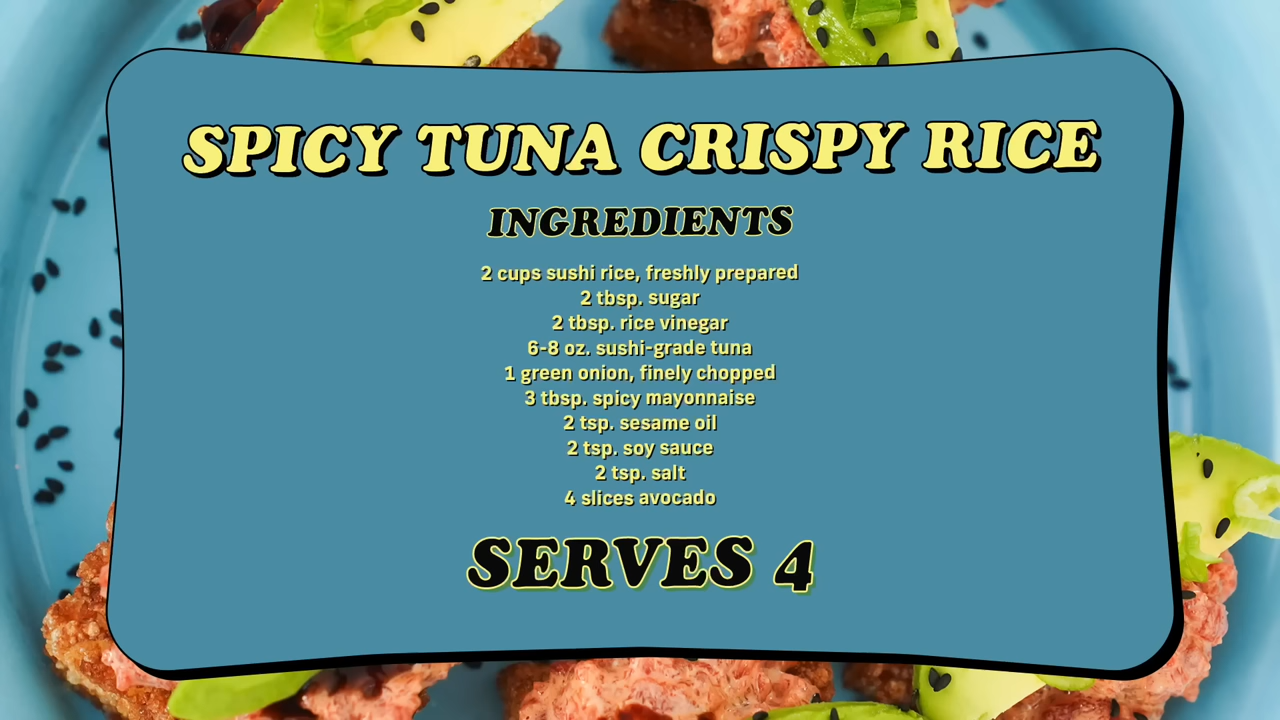 SPICY TUNA CRISPY RICE
INGREDIENTS
2 cups sushi rice, freshly prepared
2 tbsp. sugar
2 tbsp. rice vinegar
6-8 oz. sushi-grade tuna
1 green onion, finely chopped
3 tbsp. spicy mayonnaise
2 tsp. sesame oil
2 tsp. soy sauce
2 tsp. salt
4 slices avocado
SERVES 4